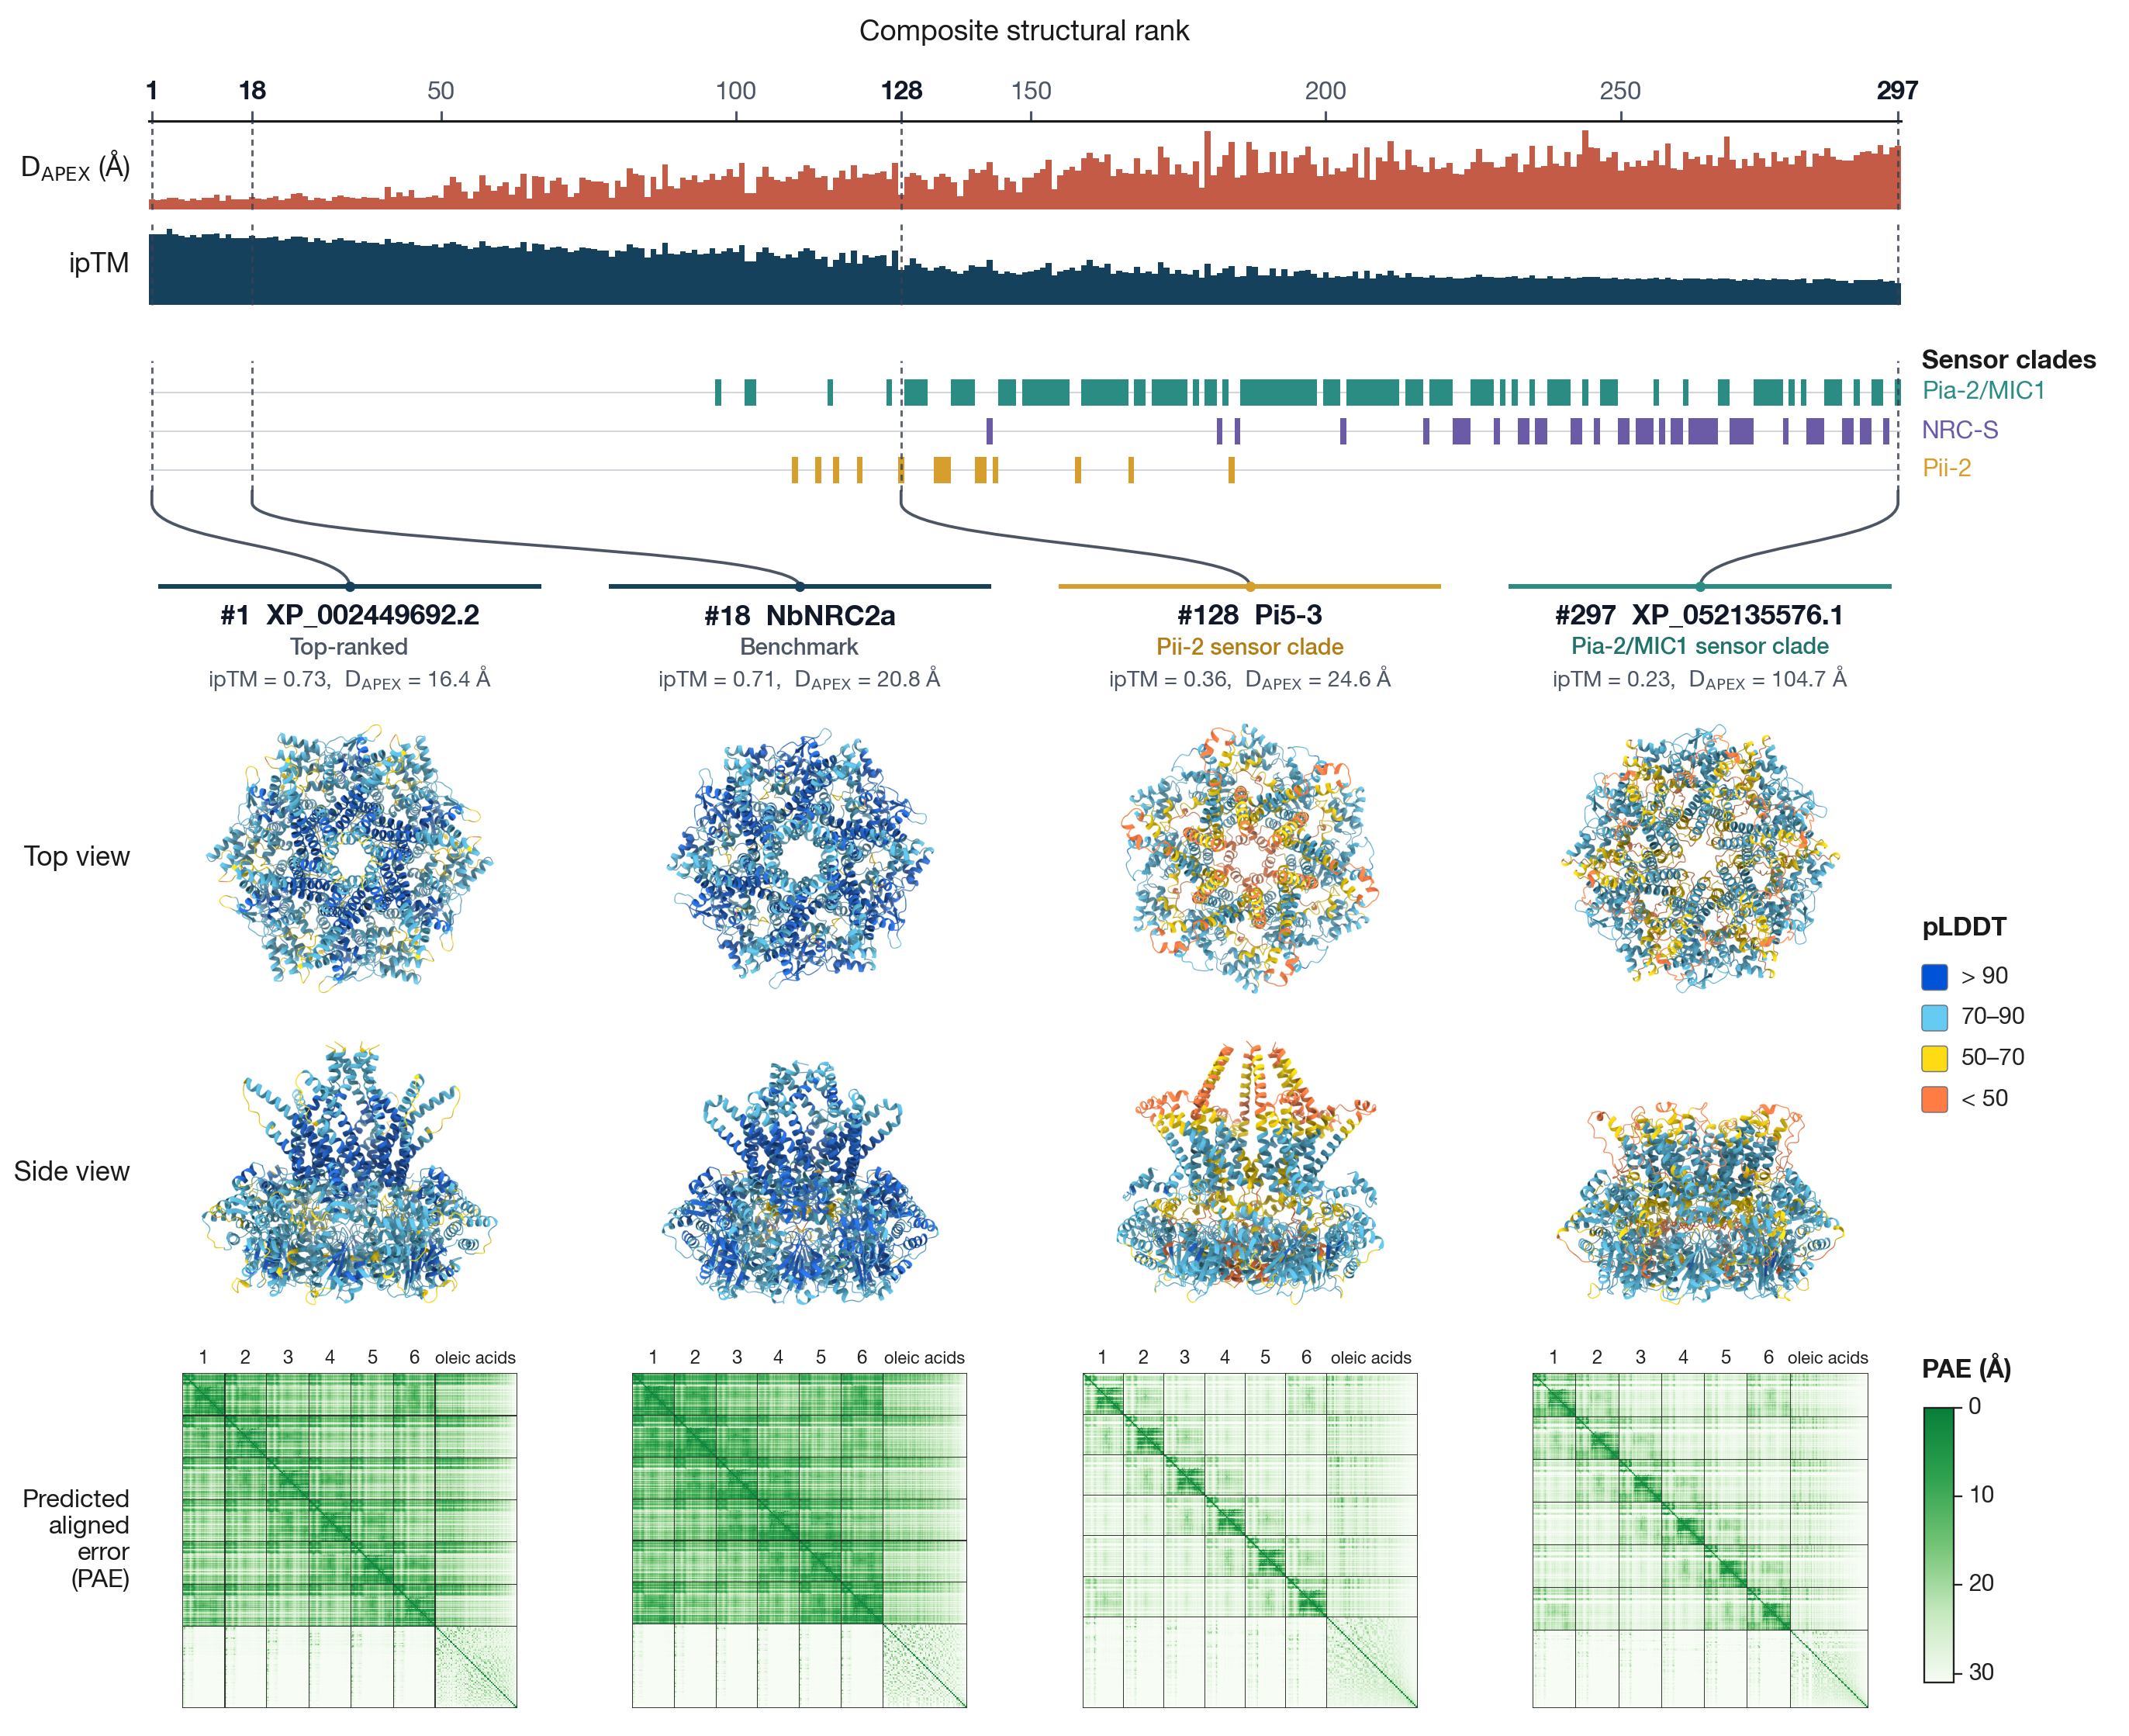 Composite structural rank
1 18 50 100 128 150 200 250 297
DAPEX (Å)
ipTM
Sensor clades
Pia-2/MIC1
NRC-S
Pii-2
#1 XP_002449692.2
Top-ranked
ipTM = 0.73, DAPEX = 16.4 Å
#18 NbNRC2a
Benchmark
ipTM = 0.71, DAPEX = 20.8 Å
#128 Pi5-3
Pii-2 sensor clade
ipTM = 0.36, DAPEX = 24.6 Å
#297 XP_052135576.1
Pia-2/MIC1 sensor clade
ipTM = 0.23, DAPEX = 104.7 Å
Top view
pLDDT
> 90
70–90
50–70
< 50
Side view
1 2 3 4 5 6 oleic acids
1 2 3 4 5 6 oleic acids
1 2 3 4 5 6 oleic acids
1 2 3 4 5 6 oleic acids
Predicted
aligned
error
(PAE)
PAE (Å)
0
10
20
30